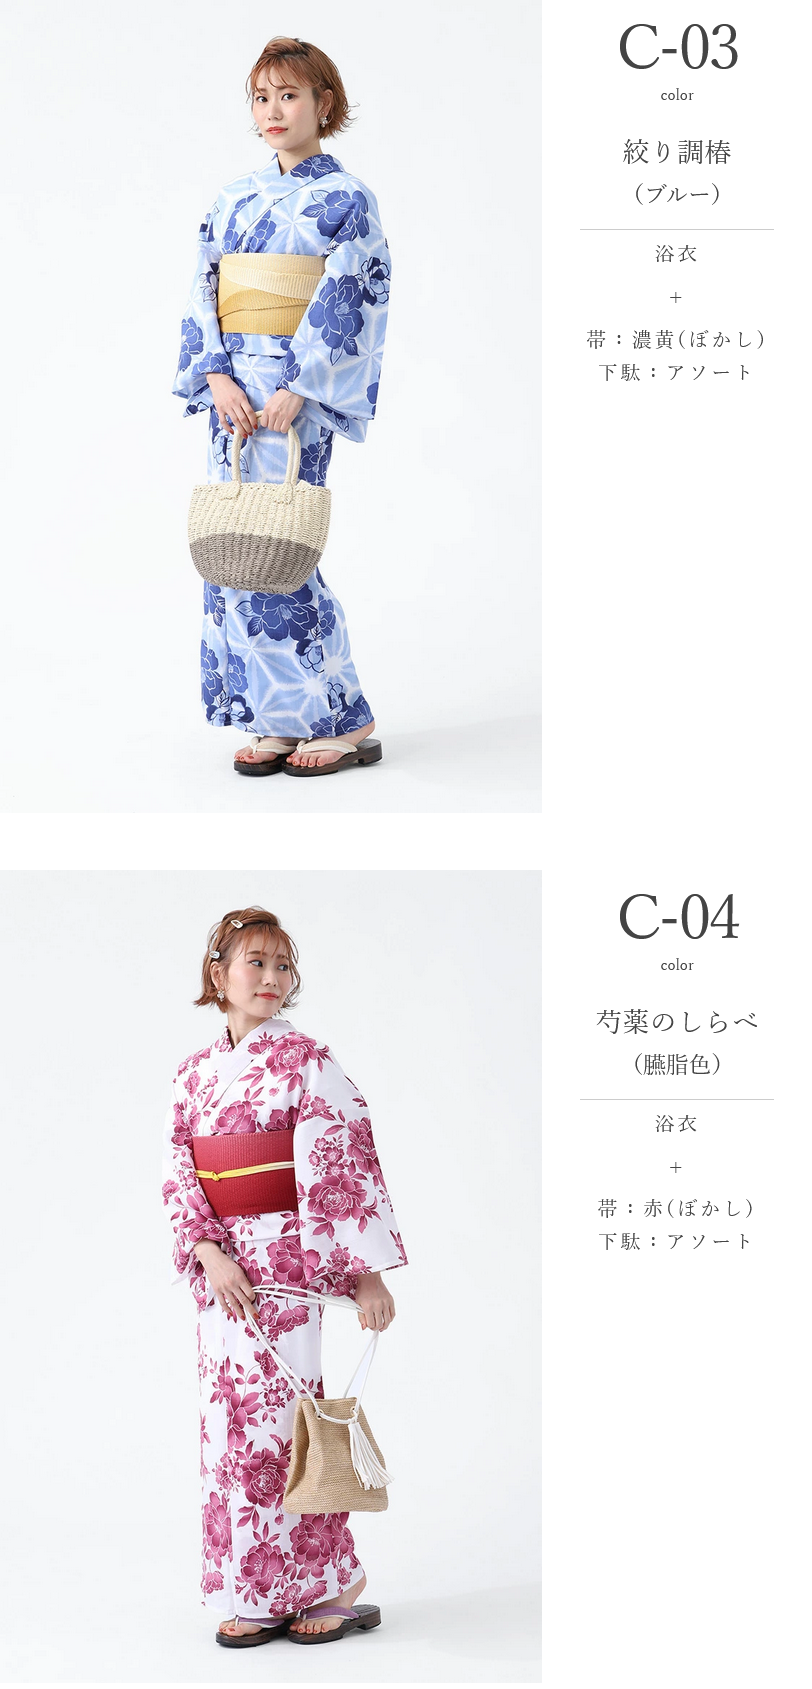 C-03
color
絞り調椿
（ブルー）
浴衣
+
帯：濃黄(ぼかし)
下駄：アソート
C-04
color
芍薬のしらべ
（臙脂色）
浴衣
+
帯：赤(ぼかし)
下駄：アソート